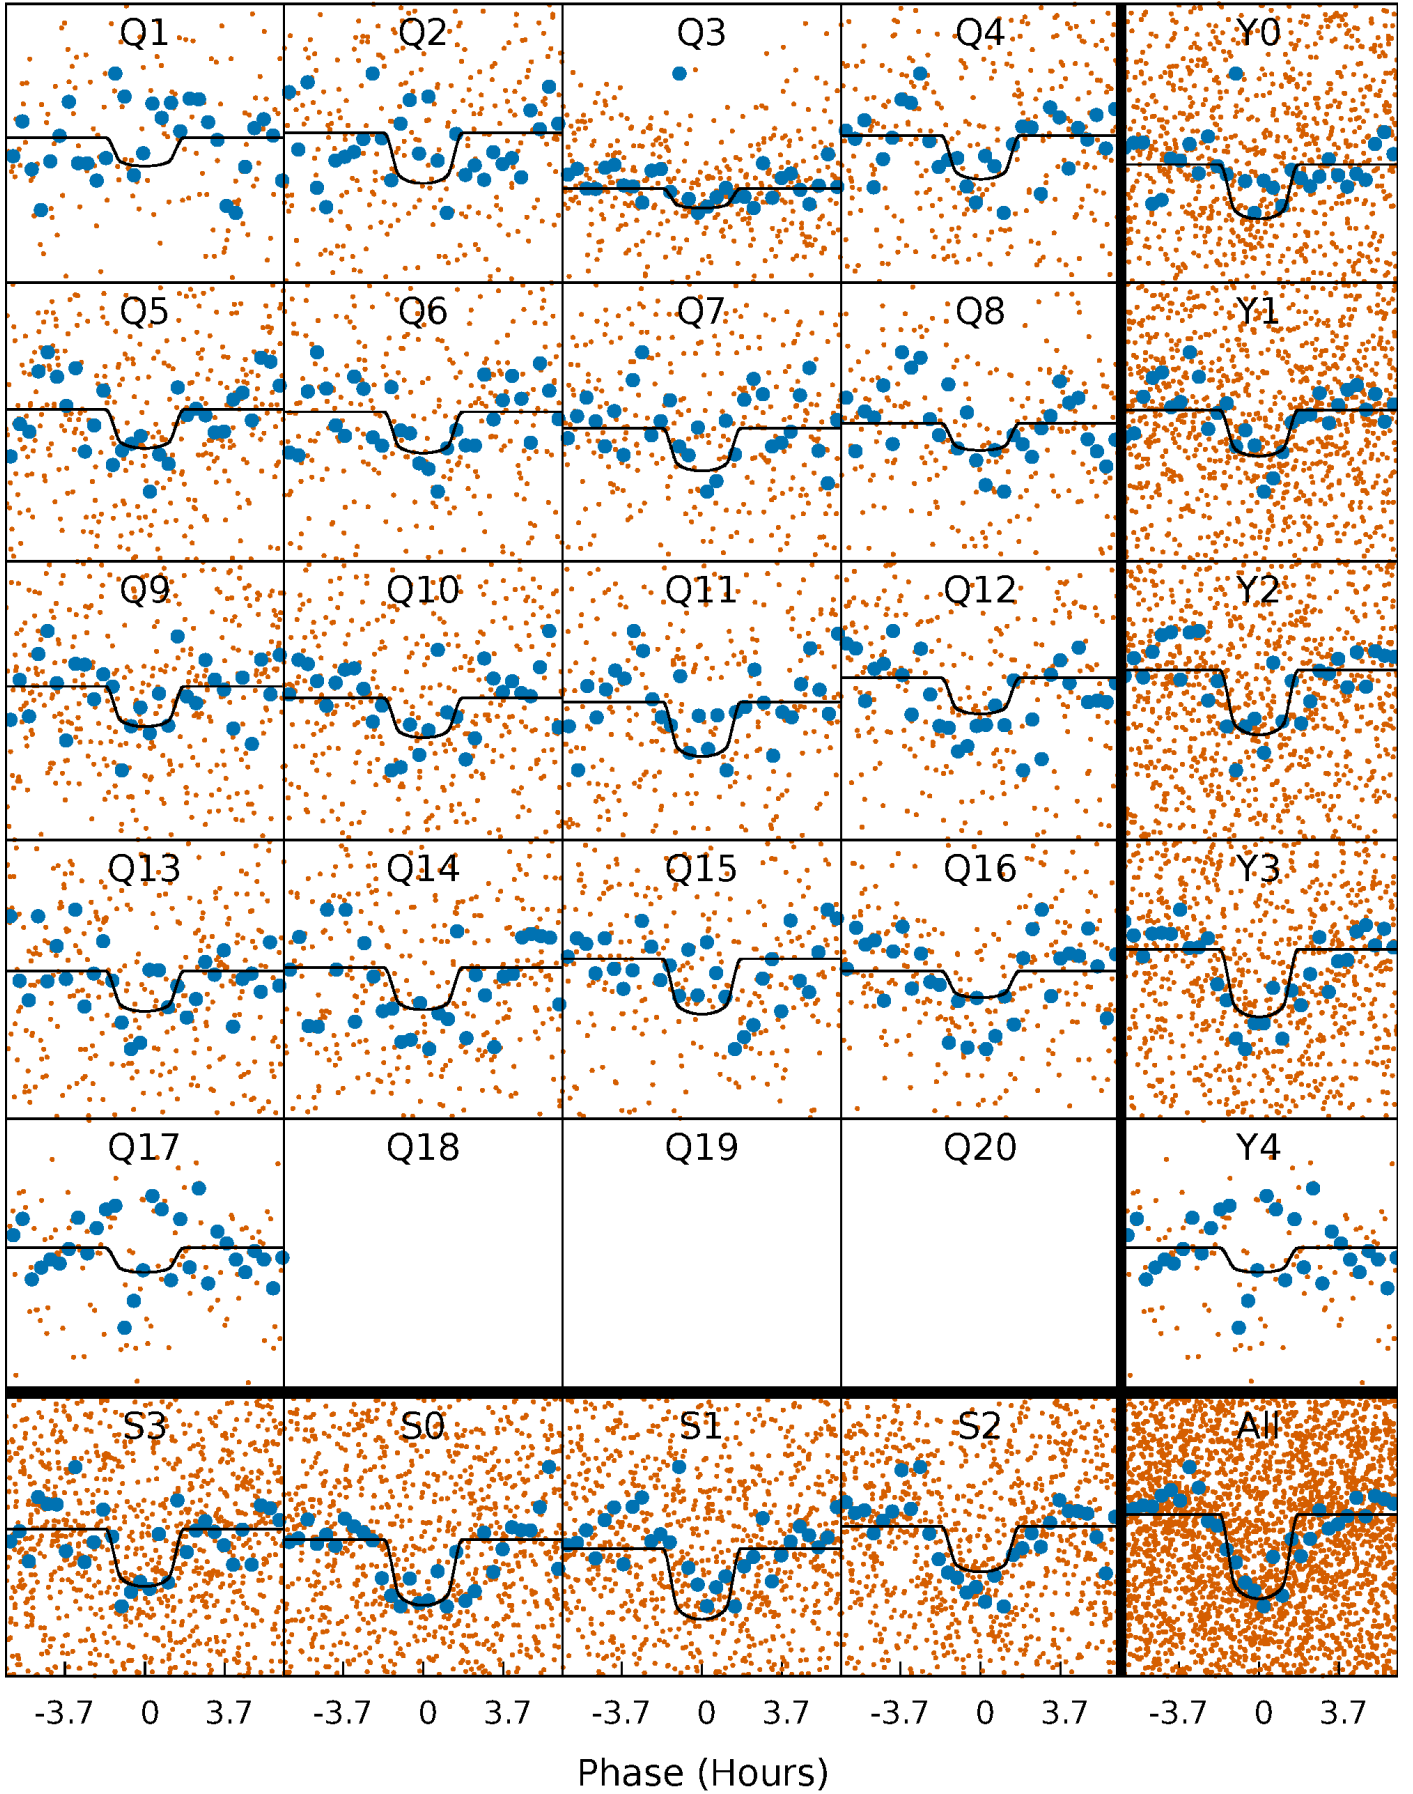 Q1 Q2 Q3 Q4 Y0
Q5 Q6 Q7 Q8 Y1
Q9 Q10 Q11 Q12 Y2
Q13 Q14 Q15 Q16 Y3
Q17 Q18 Q19 Q20 Y4
S3 S0 S1 S2 All
-3.7 0 3.7 -3.7 0 3.7 -3.7 0 3.7 -3.7 0 3.7 -3.7 0 3.7
Phase (Hours)